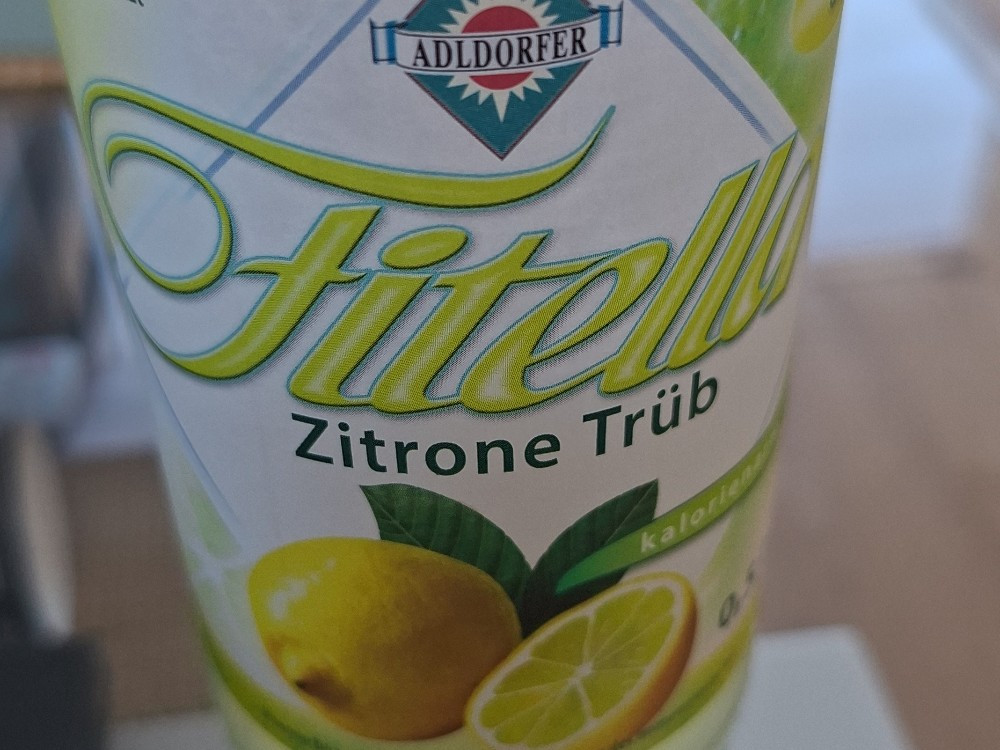 ADLDORFER
Fitella
Zitrone Trüb